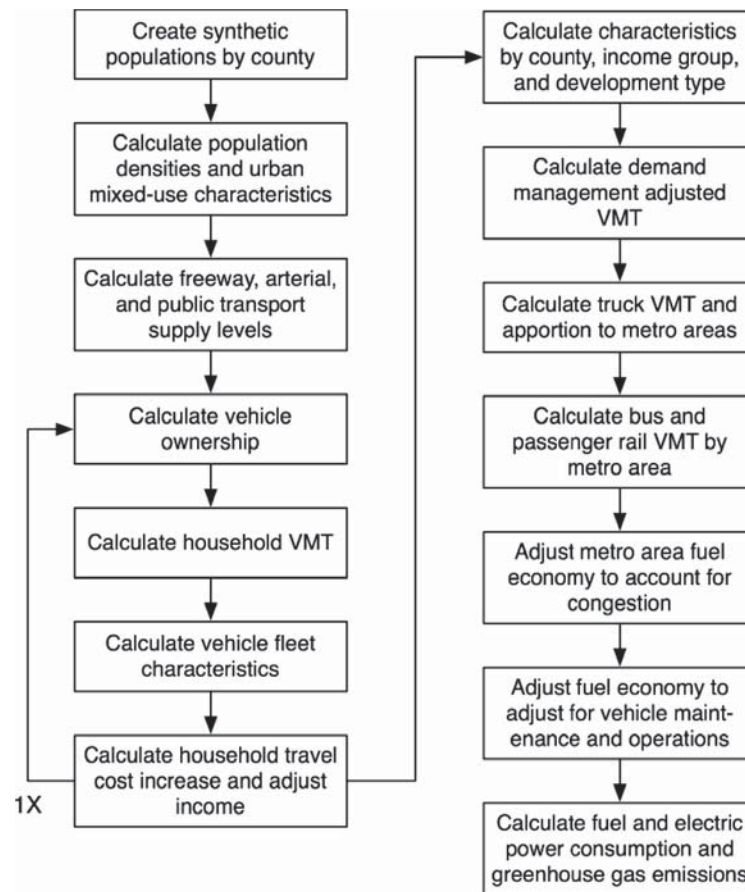 Create synthetic
populations by county
Calculate population
densities and urban
mixed-use characteristics
Calculate freeway, arterial,
and public transport
supply levels
Calculate vehicle
ownership
Calculate household VMT
Calculate vehicle fleet
characteristics
Calculate household travel
cost increase and adjust
income
1X
Calculate characteristics
by county, income group,
and development type
Calculate demand
management adjusted
VMT
Calculate truck VMT and
apportion to metro areas
Calculate bus and
passenger rail VMT by
metro area
Adjust metro area fuel
economy to account for
congestion
Adjust fuel economy to
adjust for vehicle maint-
enance and operations
Calculate fuel and electric
power consumption and
greenhouse gas emissions